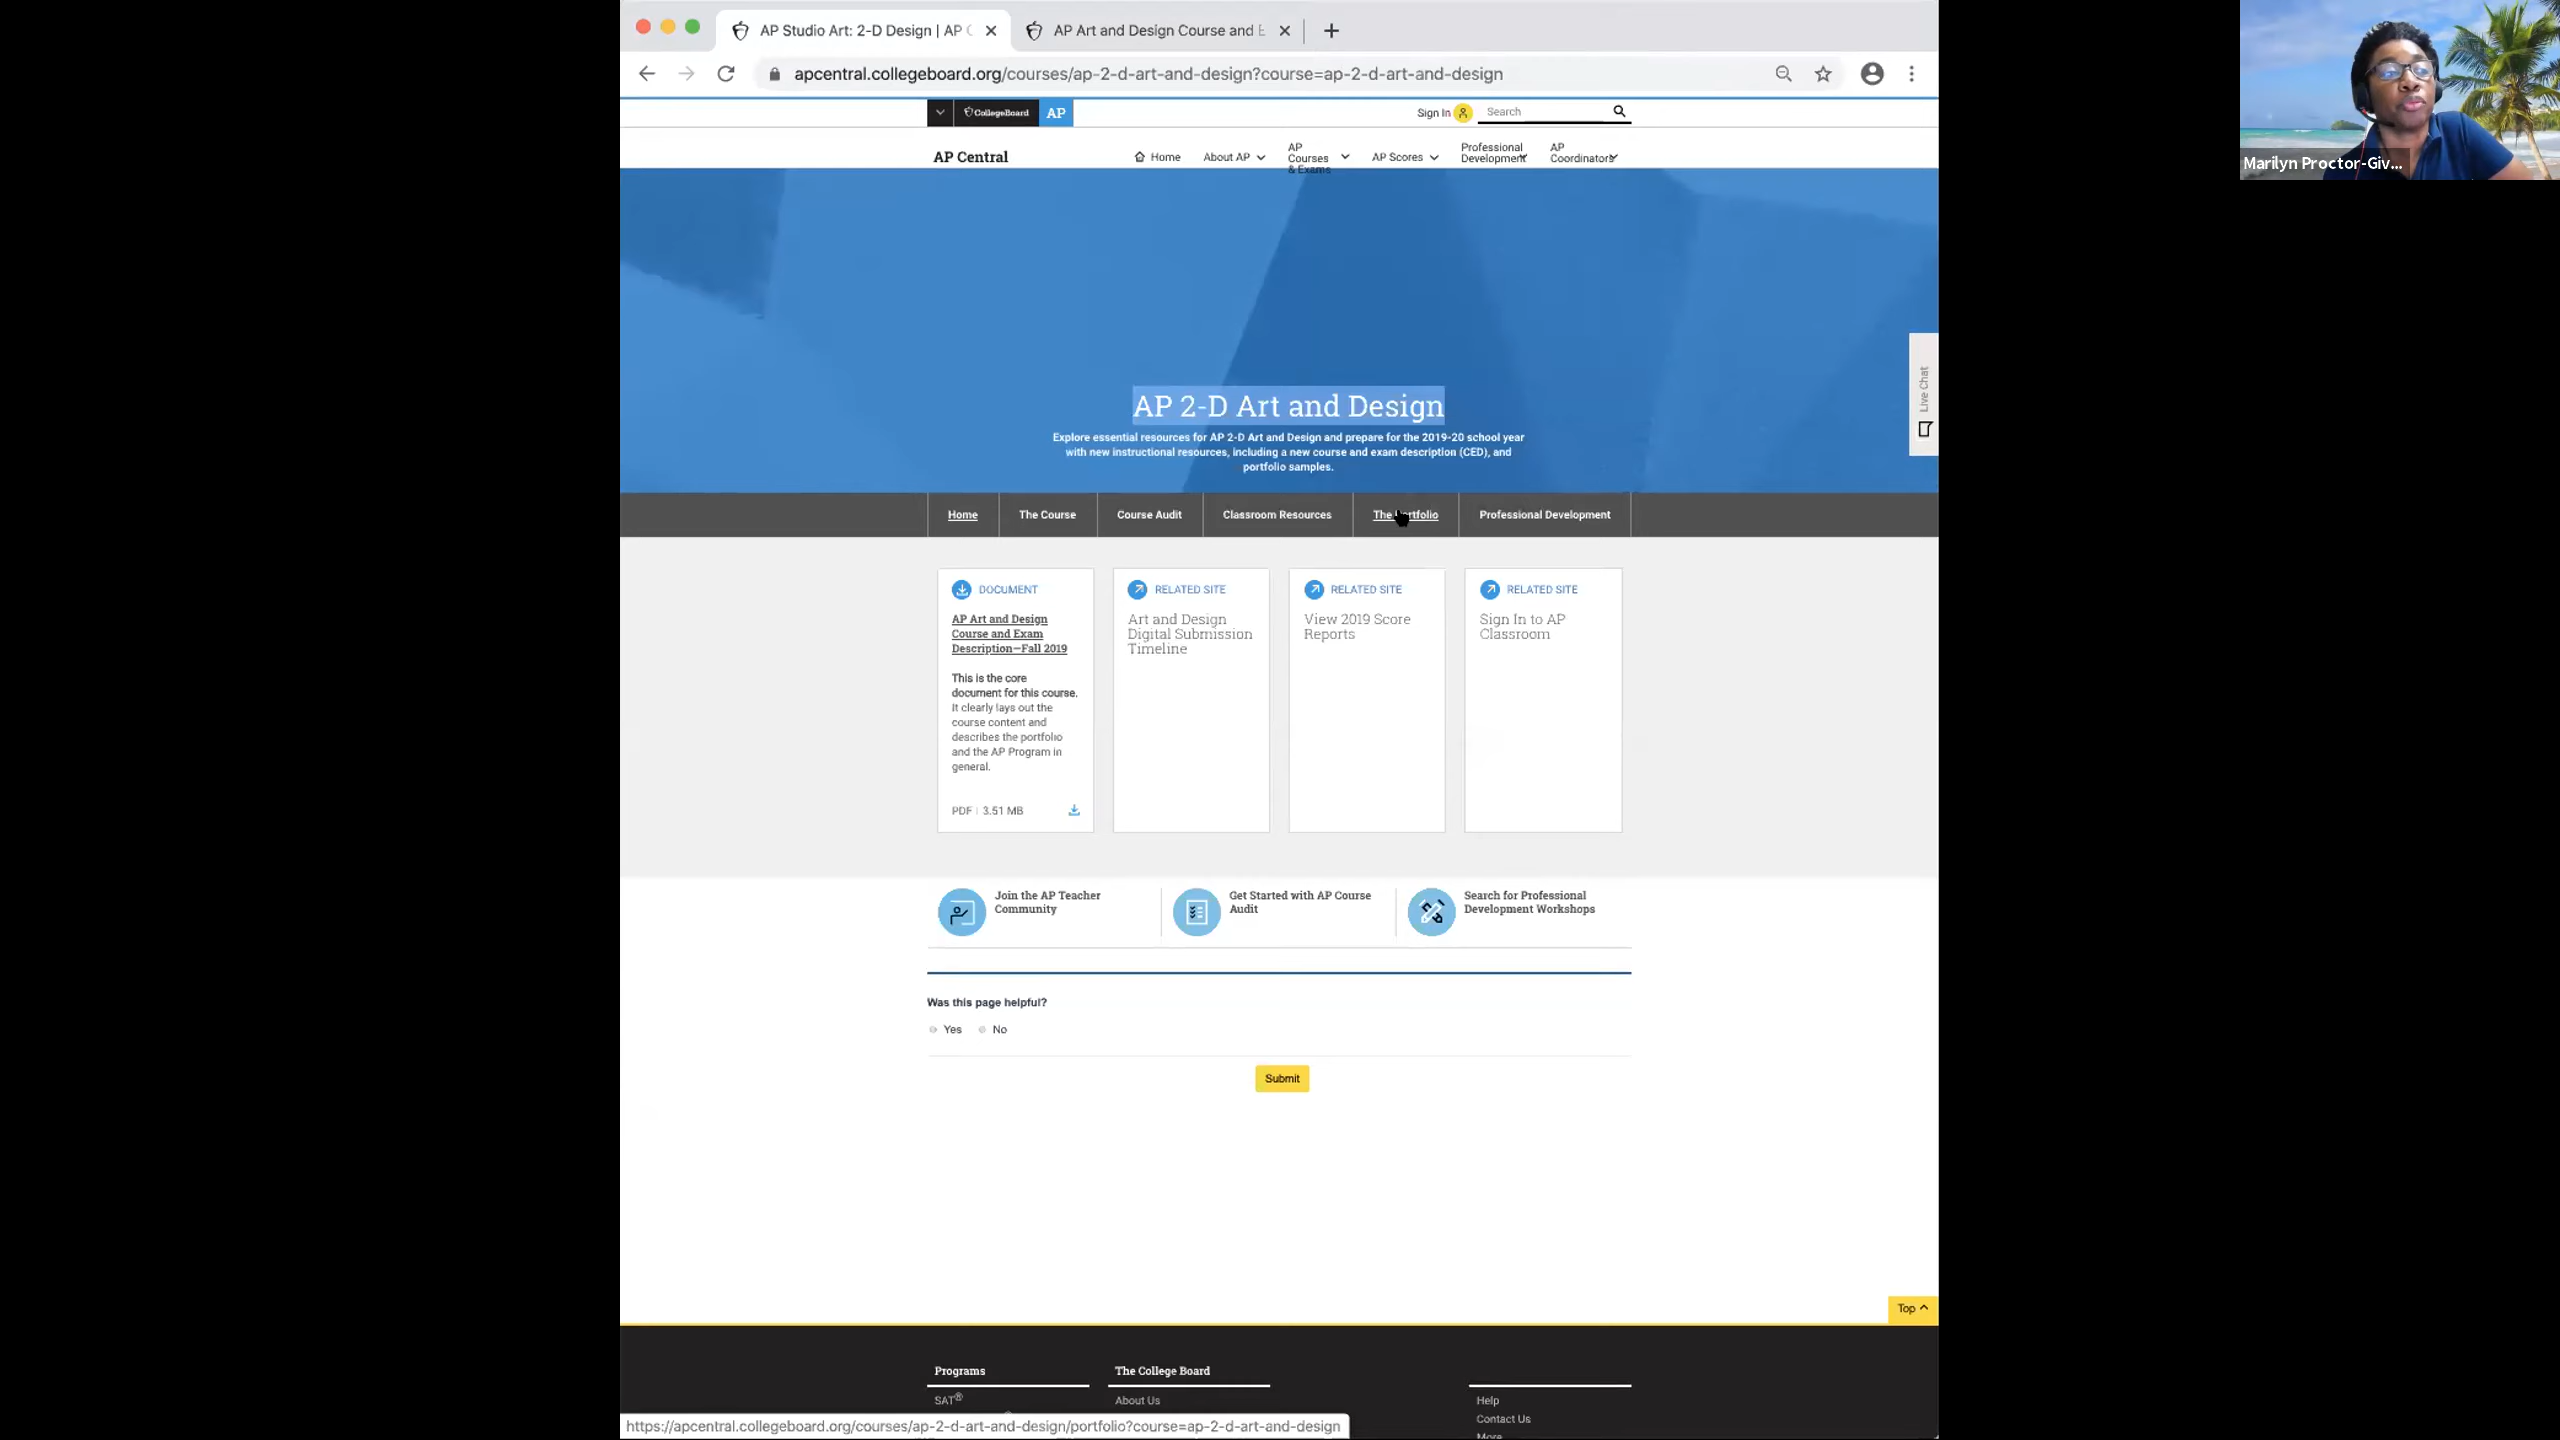 AP Studio Art: 2-D Design | AP C
AP Art and Design Course and E
apcentral.collegeboard.org/courses/ap-2-d-art-and-design?course=ap-2-d-art-and-design
CollegeBoard
AP
Sign In
Search
AP Central
Home
About AP
AP
Courses
& Exams
AP Scores
Professional
Development
AP
Coordinators
Marilyn Proctor-Giv...
Live Chat
AP 2-D Art and Design
Explore essential resources for AP 2-D Art and Design and prepare for the 2019-20 school year
with new instructional resources, including a new course and exam description (CED), and
portfolio samples.
Home
The Course
Course Audit
Classroom Resources
The Portfolio
Professional Development
DOCUMENT
AP Art and Design
Course and Exam
Description—Fall 2019
This is the core
document for this course.
It clearly lays out the
course content and
describes the portfolio
and the AP Program in
general.
PDF | 3.51 MB
RELATED SITE
Art and Design
Digital Submission
Timeline
RELATED SITE
View 2019 Score
Reports
RELATED SITE
Sign In to AP
Classroom
Join the AP Teacher
Community
Get Started with AP Course
Audit
Search for Professional
Development Workshops
Was this page helpful?
Yes
No
Submit
Top
Programs
The College Board
SAT®
About Us
Help
Contact Us
More
https://apcentral.collegeboard.org/courses/ap-2-d-art-and-design/portfolio?course=ap-2-d-art-and-design